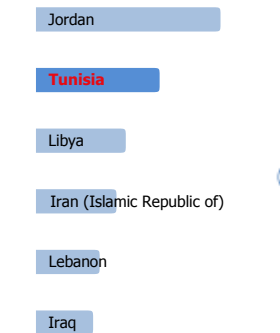 Jordan
Tunisia
Libya
Iran (Islamic Republic of)
Lebanon
Iraq